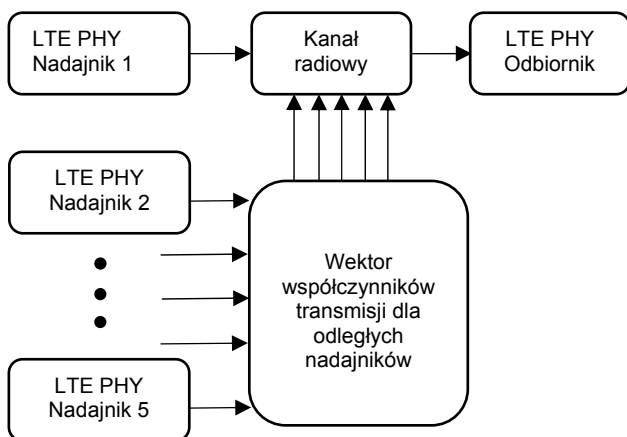 LTE PHY
Nadajnik 1
Kanał
radiowy
LTE PHY
Odbiornik
LTE PHY
Nadajnik 2
Wektor
współczynników
transmisji dla
odległych
nadajników
LTE PHY
Nadajnik 5